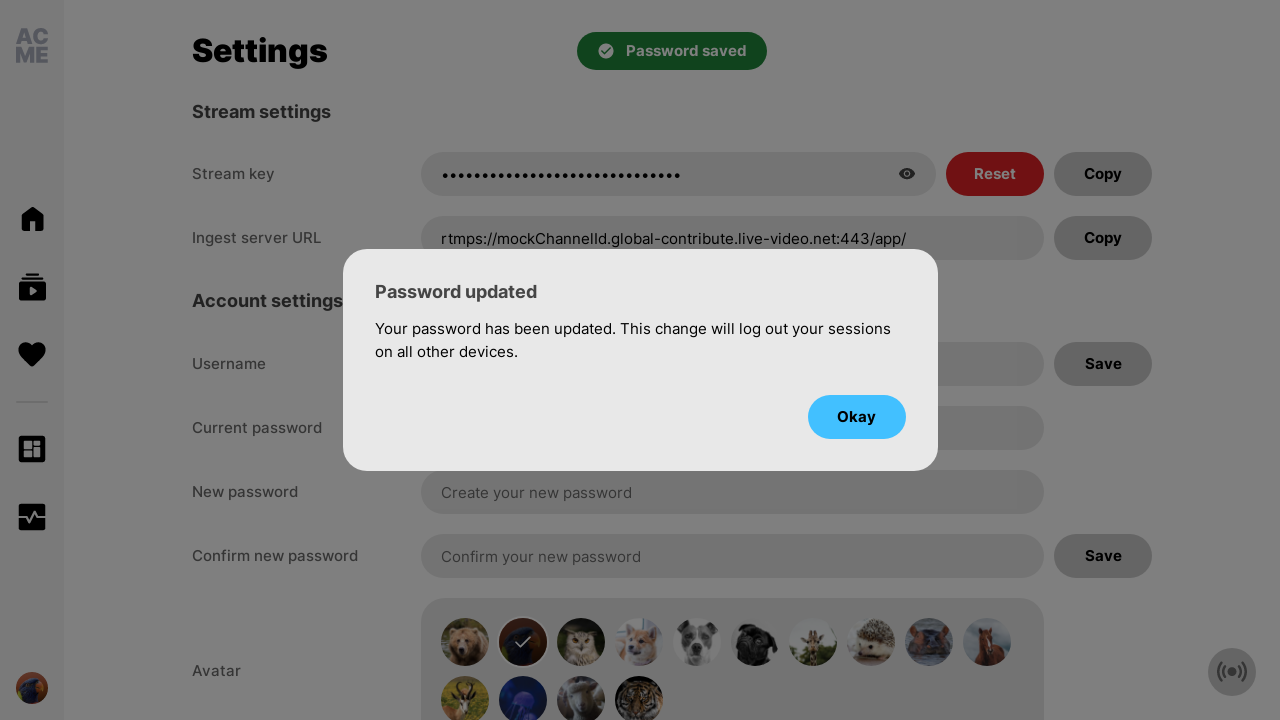 AC
ME
Settings
Password saved
Stream settings
Stream key
••••••••••••••••••••••••••••••
Reset
Copy
Ingest server URL
rtmps://mockChannelId.global-contribute.live-video.net:443/app/
Copy
Account settings
Password updated
Your password has been updated. This change will log out your sessions
on all other devices.
Okay
Username
Save
Current password
New password
Create your new password
Confirm new password
Confirm your new password
Save
Avatar